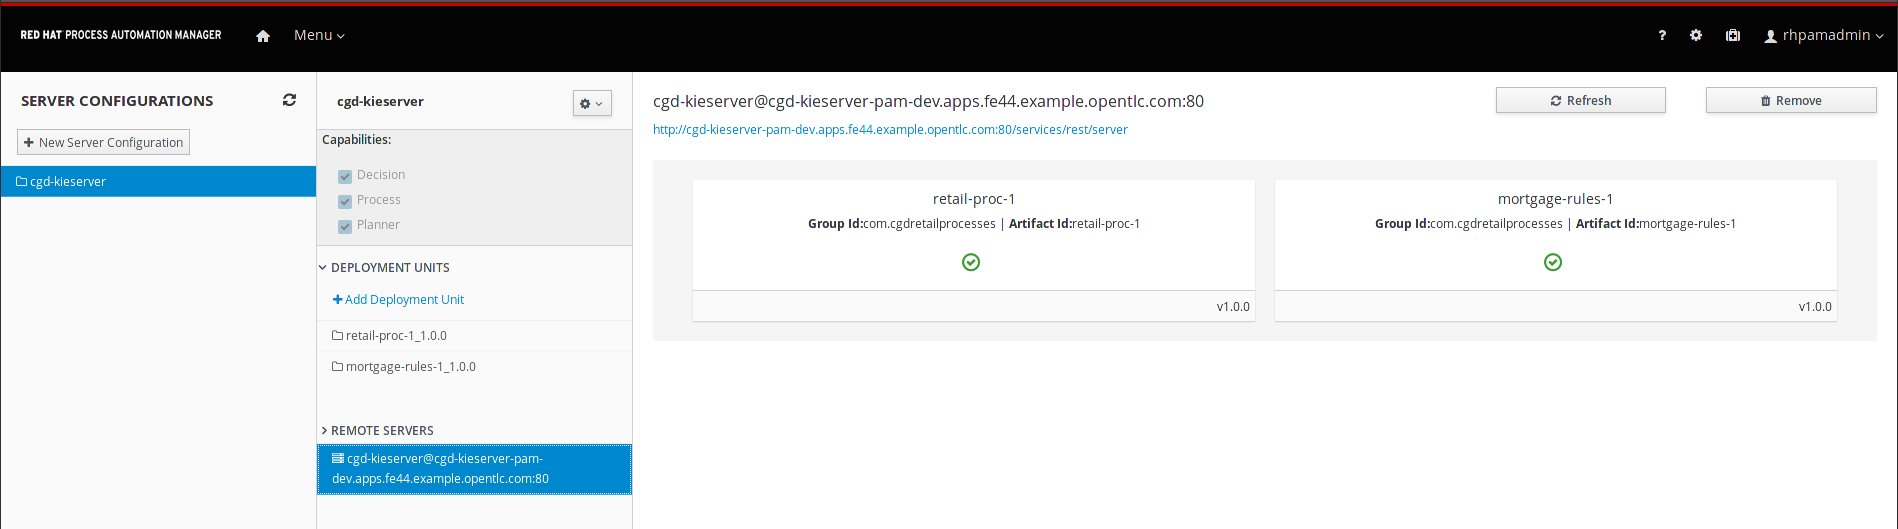 RED HAT PROCESS AUTOMATION MANAGER
Menu
?
rhpamadmin
SERVER CONFIGURATIONS
New Server Configuration
cgd-kieserver
cgd-kieserver
Capabilities:
Decision
Process
Planner
DEPLOYMENT UNITS
Add Deployment Unit
retail-proc-1_1.0.0
mortgage-rules-1_1.0.0
REMOTE SERVERS
cgd-kieserver@cgd-kieserver-pam-
dev.apps.fe44.example.opentlc.com:80
cgd-kieserver@cgd-kieserver-pam-dev.apps.fe44.example.opentlc.com:80
Refresh
Remove
http://cgd-kieserver-pam-dev.apps.fe44.example.opentlc.com:80/services/rest/server
retail-proc-1
Group Id:com.cgdretailprocesses | Artifact Id:retail-proc-1
v1.0.0
mortgage-rules-1
Group Id:com.cgdretailprocesses | Artifact Id:mortgage-rules-1
v1.0.0